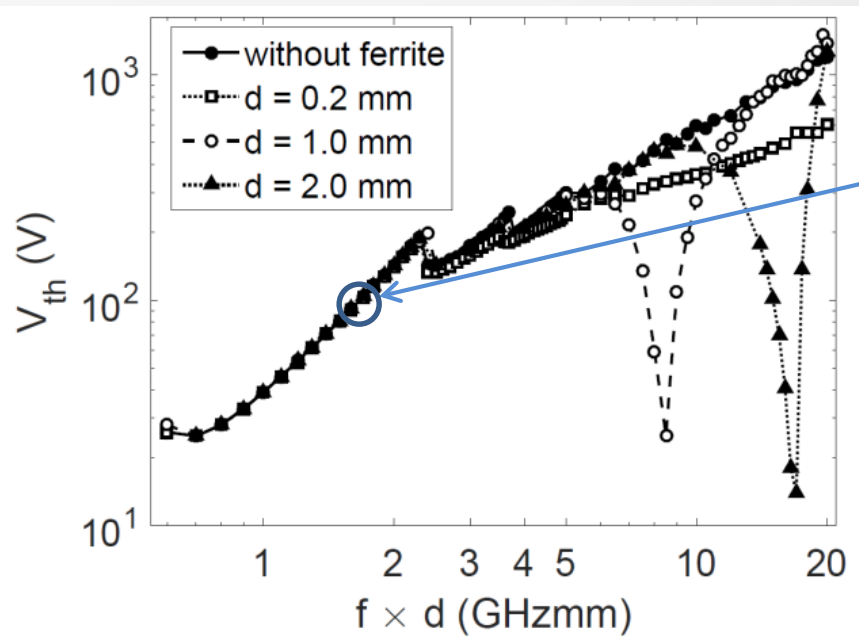 10³
10²
10¹
V_th (V)
without ferrite
d = 0.2 mm
d = 1.0 mm
d = 2.0 mm
1 2 3 4 5 10 20
f × d (GHzmm)